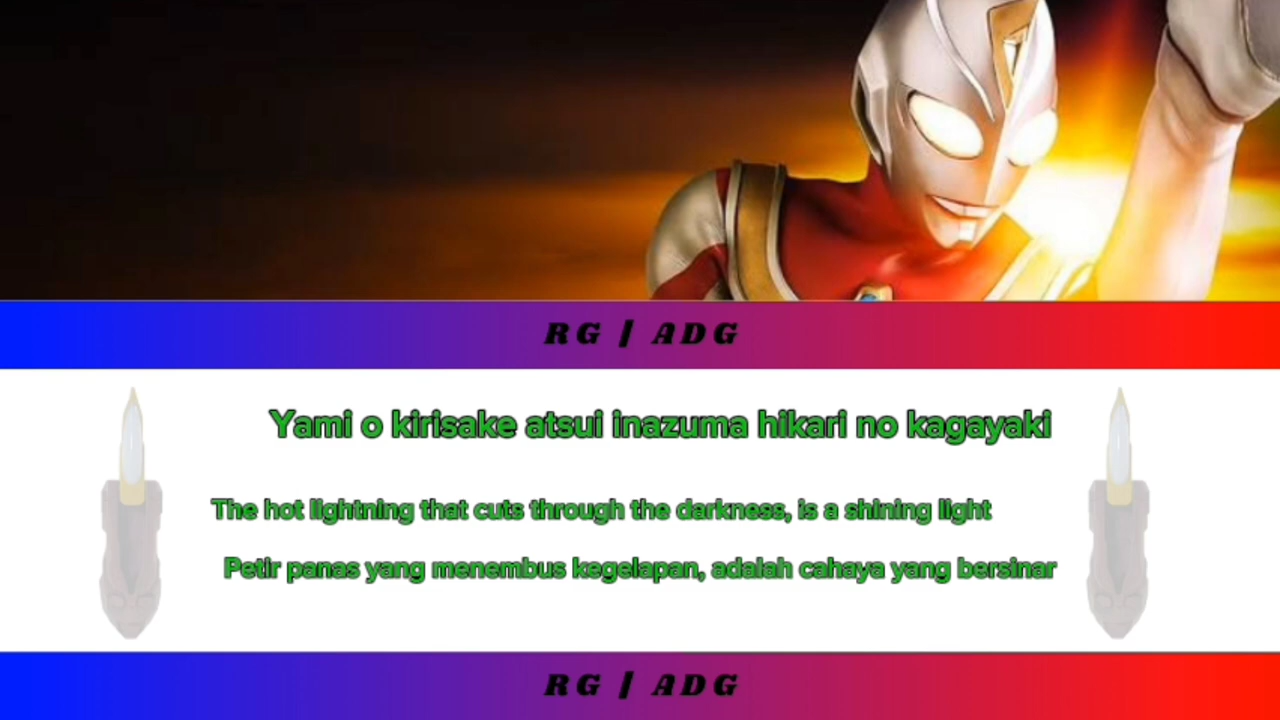 RG | ADG
Yami o kirisake atsui inazuma hikari no kagayaki
The hot lightning that cuts through the darkness, is a shining light
Petir panas yang menembus kegelapan, adalah cahaya yang bersinar
RG | ADG